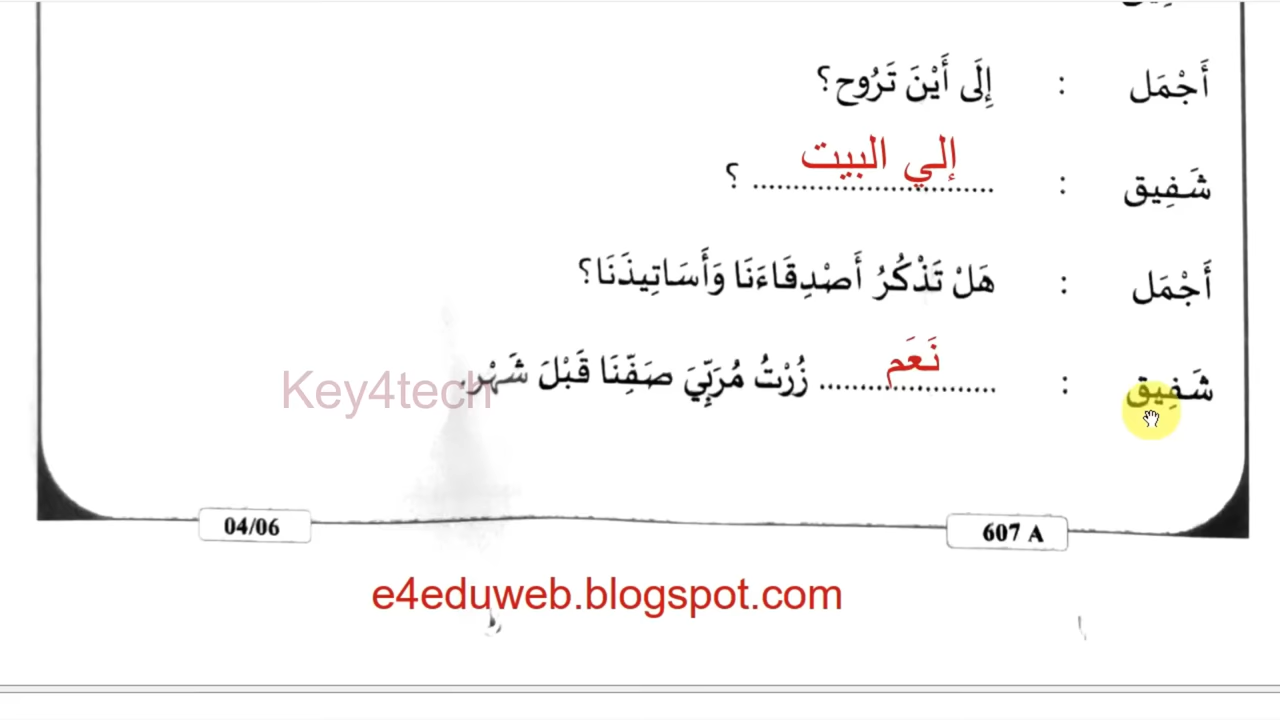 أَجْمَل : إِلَى أَيْنَ تَرُوح؟
شَفِيق : إلي البيت ........................ ؟
أَجْمَل : هَلْ تَذْكُرُ أَصْدِقَاءَنَا وَأَسَاتِيذَنَا؟
شَفِيق : نَعَم ........................ زُرْتُ مُرَبِّيَ صَفِّنَا قَبْلَ شَهْر.
Key4tech
04/06
607 A
e4eduweb.blogspot.com